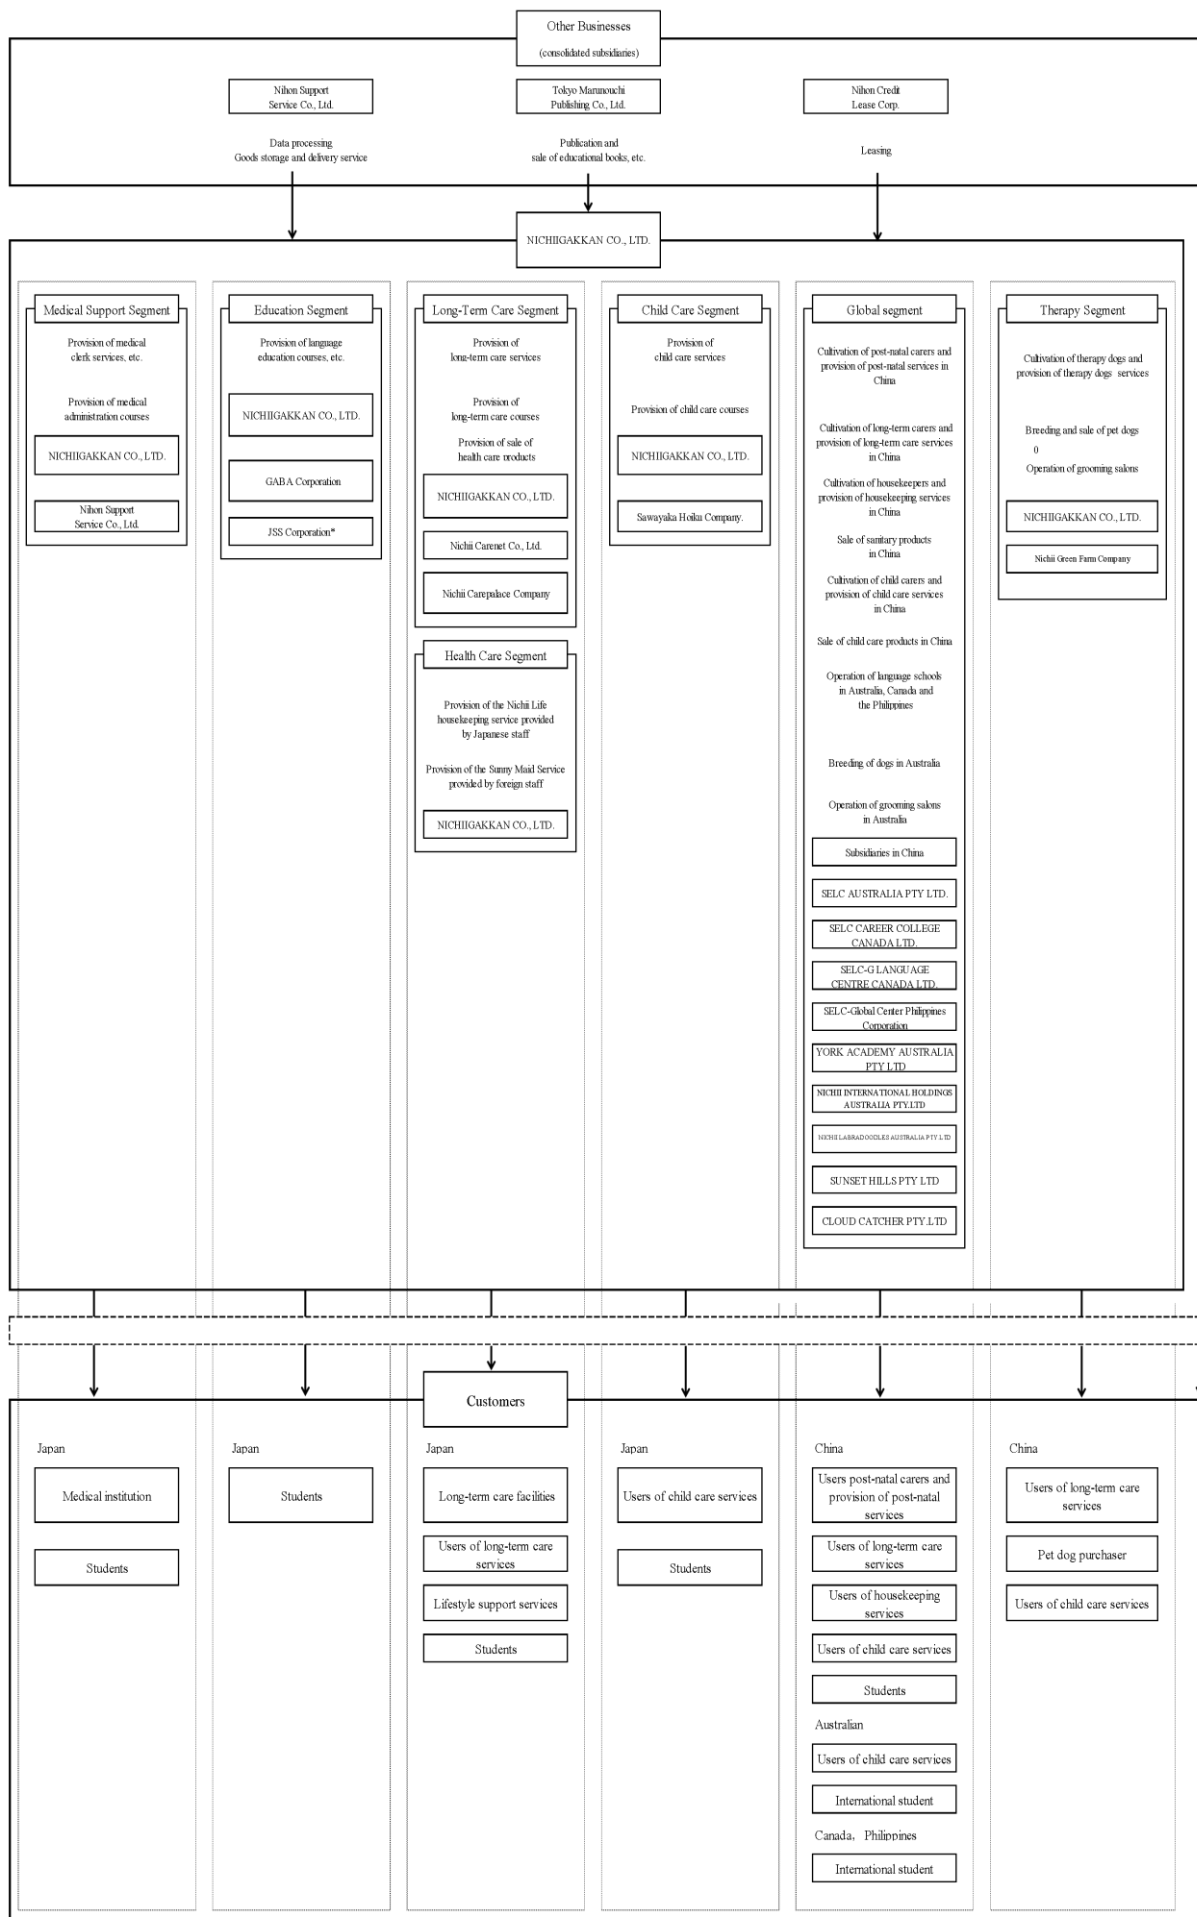 Other Businesses
(consolidated subsidiaries)
Nihon Support
Service Co., Ltd.
Tokyo Marunouchi
Publishing Co., Ltd.
Nihon Credit
Lease Corp.
Data processing
Goods storage and delivery service
Publication and
sale of educational books, etc.
Leasing
NICHIIGAKKAN CO., LTD.
Medical Support Segment
Provision of medical
clerk services, etc.
Provision of medical
administration courses
NICHIIGAKKAN CO., LTD.
Nihon Support
Service Co., Ltd.
Education Segment
Provision of language
education courses, etc.
NICHIIGAKKAN CO., LTD.
GABA Corporation
JSS Corporation*
Long-Term Care Segment
Provision of
long-term care services
Provision of
long-term care courses
Provision of sale of
health care products
NICHIIGAKKAN CO., LTD.
Nichii Carenet Co., Ltd.
Nichii Carepalace Company
Health Care Segment
Provision of the Nichii Life
housekeeping service provided
by Japanese staff
Provision of the Sunny Maid Service
provided by foreign staff
NICHIIGAKKAN CO., LTD.
Child Care Segment
Provision of
child care services
Provision of child care courses
NICHIIGAKKAN CO., LTD.
Sawayaka Hoiku Company.
Global segment
Cultivation of post-natal carers and
provision of post-natal services in
China
Cultivation of long-term carers and
provision of long-term care services
in China
Cultivation of housekeepers and
provision of housekeeping services
in China
Sale of sanitary products
in China
Cultivation of child carers and
provision of child care services
in China
Sale of child care products in China
Operation of language schools
in Australia, Canada and
the Philippines
Breeding of dogs in Australia
Operation of grooming salons
in Australia
Subsidiaries in China
SELC AUSTRALIA PTY LTD.
SELC CAREER COLLEGE
CANADA LTD.
SELC-G LANGUAGE
CENTRE CANADA LTD.
SELC-Global Center Philippines
Corporation
YORK ACADEMY AUSTRALIA
PTY LTD
NICHII INTERNATIONAL HOLDINGS
AUSTRALIA PTY.LTD
NICHII LABRADOODLES AUSTRALIA PTY LTD
SUNSET HILLS PTY LTD
CLOUD CATCHER PTY.LTD
Therapy Segment
Cultivation of therapy dogs and
provision of therapy dogs services
Breeding and sale of pet dogs
0
Operation of grooming salons
NICHIIGAKKAN CO., LTD.
Nichii Green Farm Company
Customers
Japan
Medical institution
Students
Japan
Students
Japan
Long-term care facilities
Users of long-term care
services
Lifestyle support services
Students
Japan
Users of child care services
Students
China
Users post-natal carers and
provision of post-natal
services
Users of long-term care
services
Users of housekeeping
services
Users of child care services
Students
Australian
Users of child care services
International student
Canada, Philippines
International student
China
Users of long-term care
services
Pet dog purchaser
Users of child care services